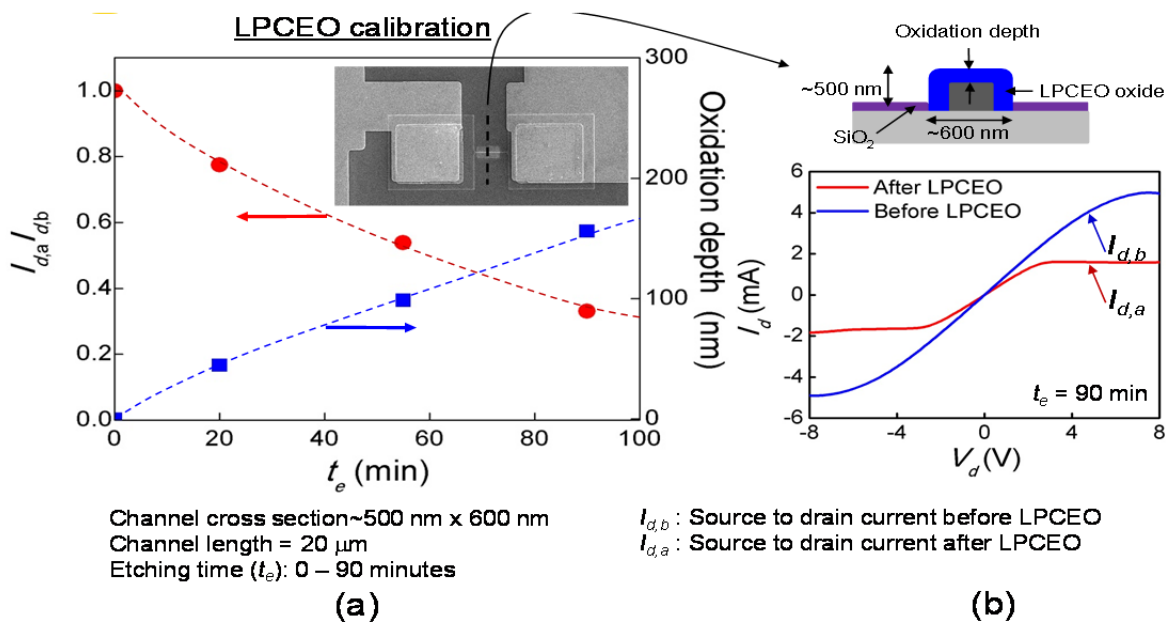 (a)
(b)
LPCEO calibration
Oxidation depth
LPCEO oxide
~500 nm
SiO2
~600 nm
300
200
100
0
Oxidation depth (nm)
1.0
0.8
0.6
0.4
0.2
0.0
Id,a/Id,b
0
20
40
60
80
100
te (min)
After LPCEO
Before LPCEO
Id,b
Id,a
te = 90 min
6
4
2
0
-2
-4
-6
Id (mA)
-8
-4
0
4
8
Vd (V)
Channel cross section~500 nm x 600 nm
Channel length = 20 μm
Etching time (te): 0 – 90 minutes
Id,b : Source to drain current before LPCEO
Id,a : Source to drain current after LPCEO
(a)
(b)